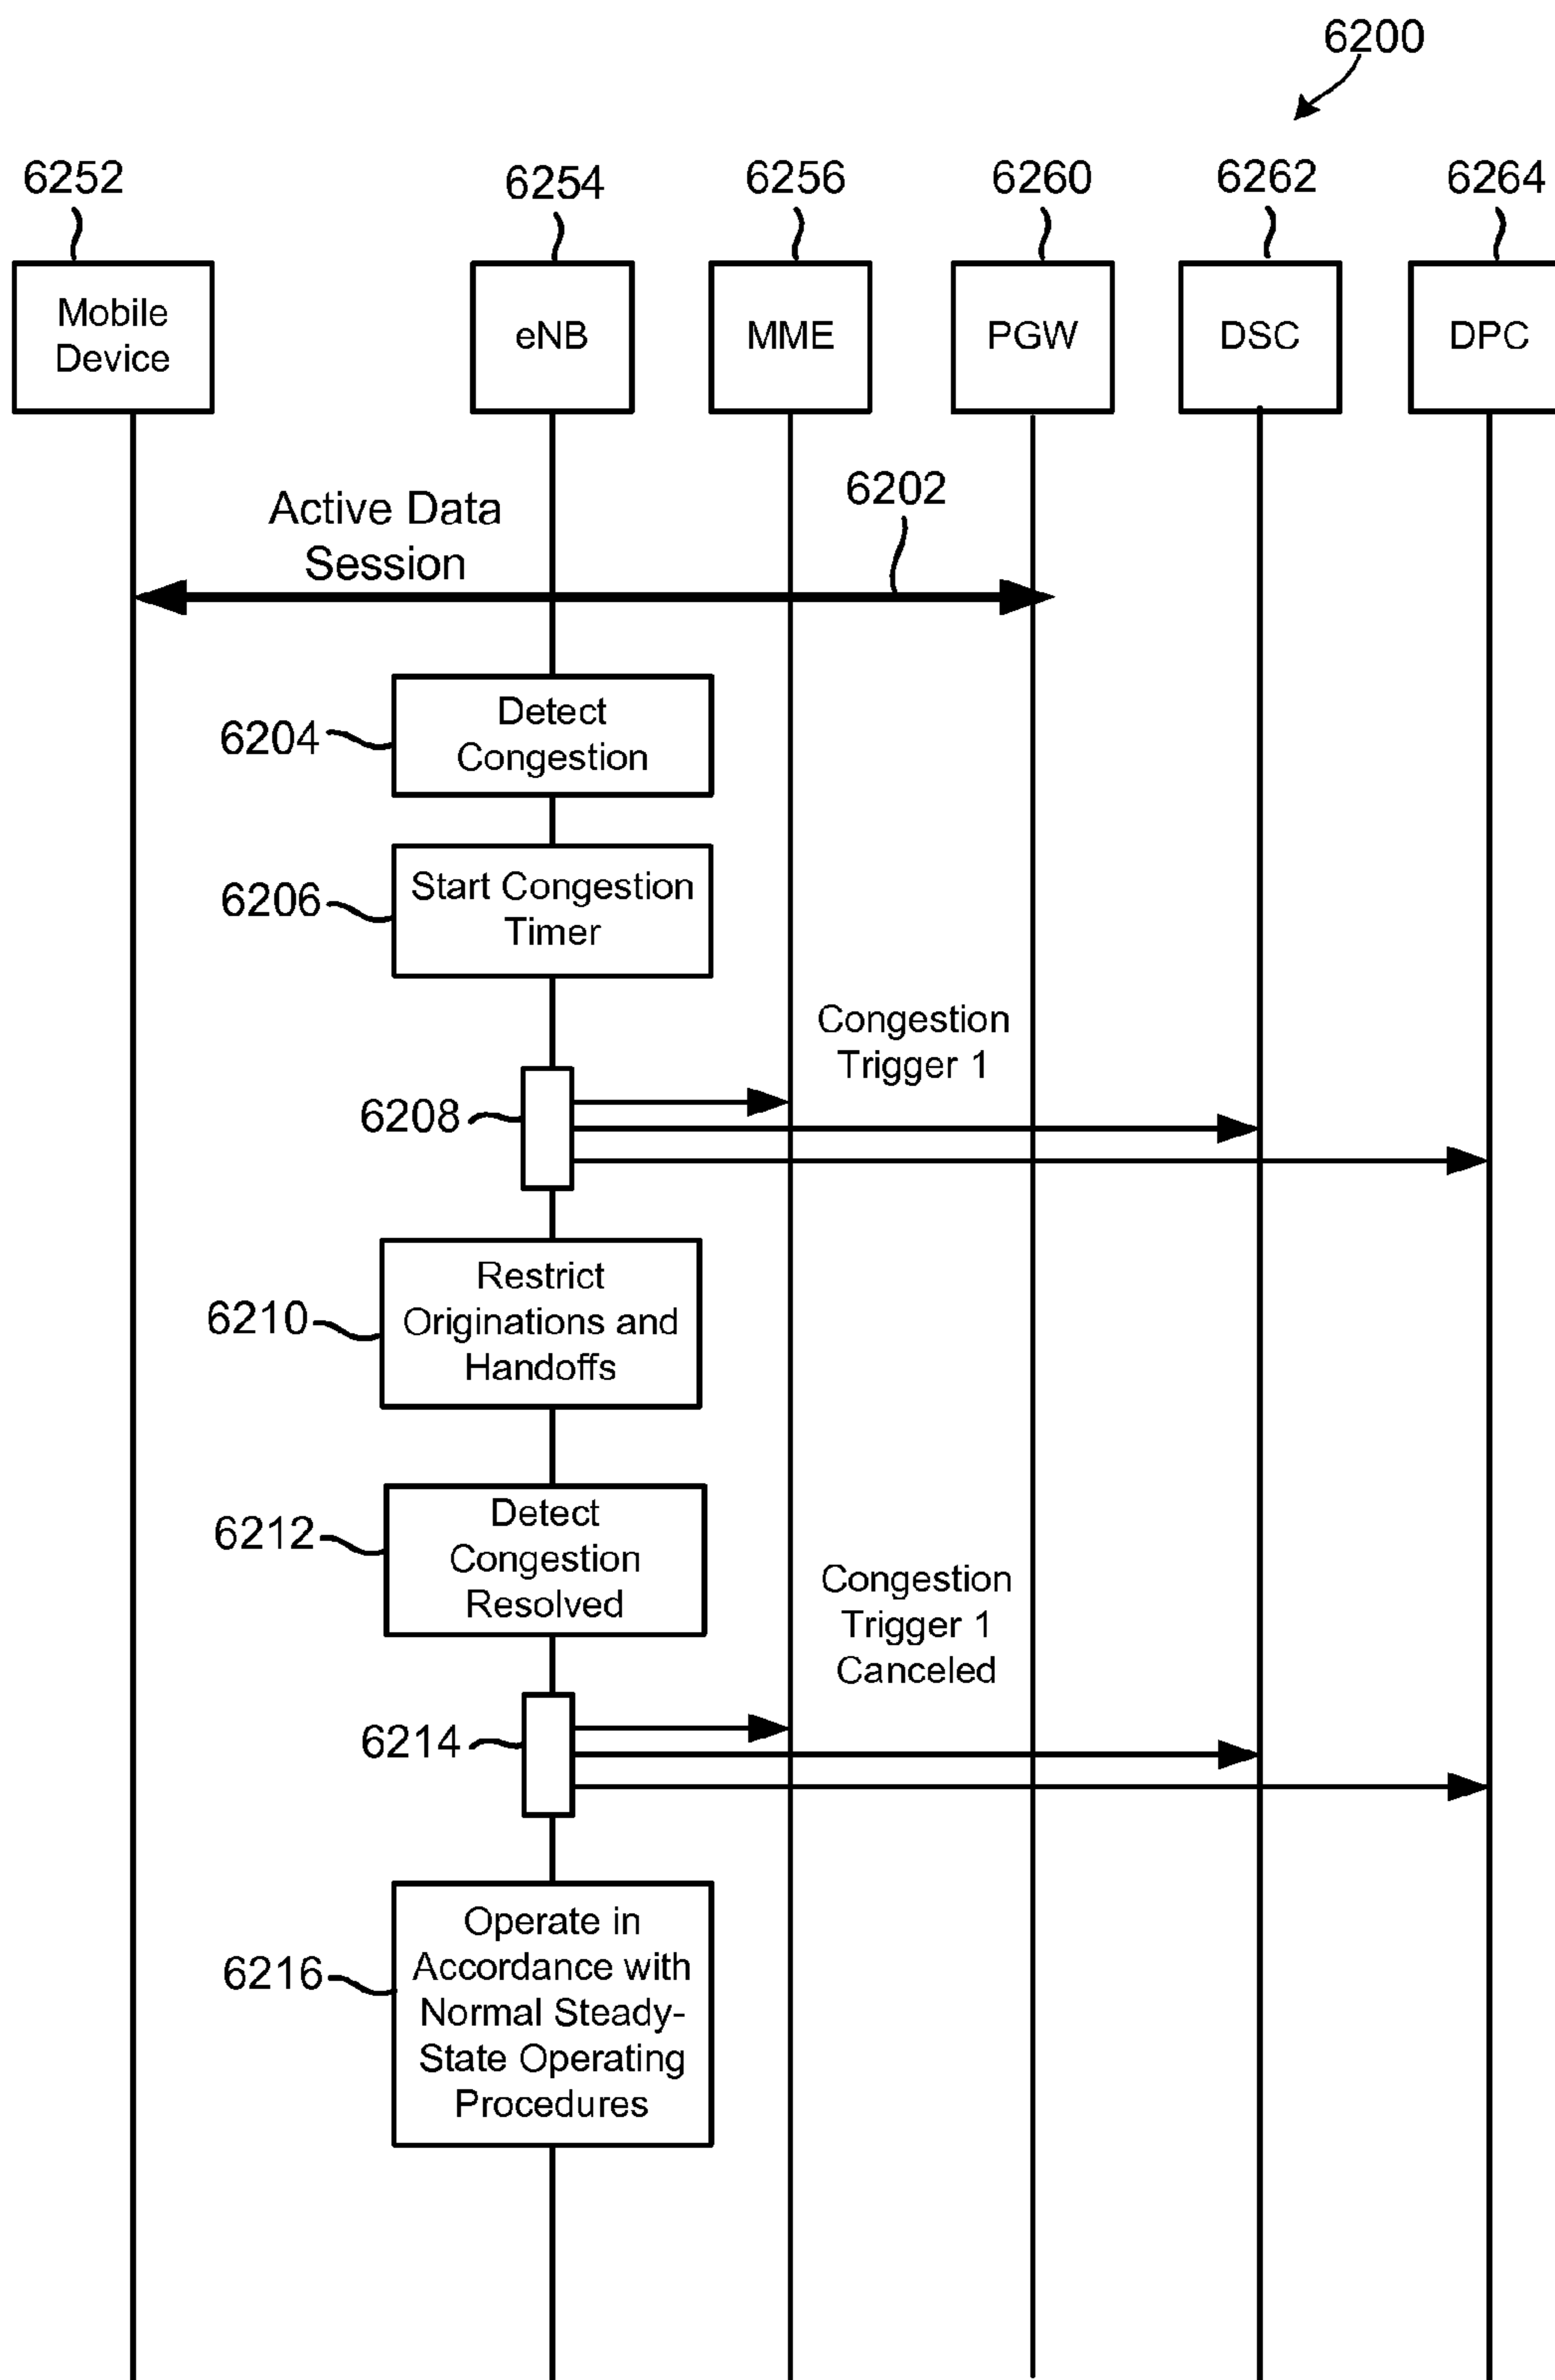 6200
6252
6254
6256
6260
6262
6264
Mobile
Device
eNB
MME
PGW
DSC
DPC
6202
Active Data
Session
6204
Detect
Congestion
6206
Start Congestion
Timer
Congestion
Trigger 1
6208
6210
Restrict
Originations and
Handoffs
6212
Detect
Congestion
Resolved
Congestion
Trigger 1
Canceled
6214
6216
Operate in
Accordance with
Normal Steady-
State Operating
Procedures